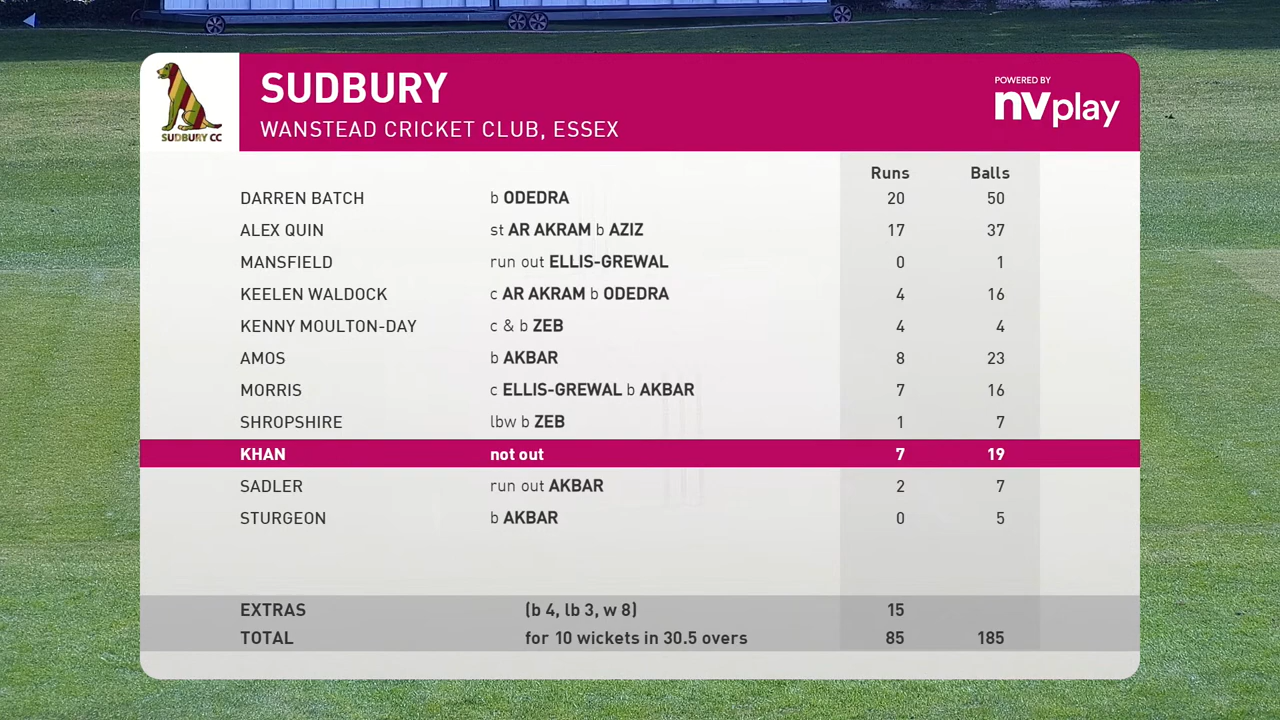 SUDBURY
WANSTEAD CRICKET CLUB, ESSEX
SUDBURY CC
POWERED BY
nvplay
Runs Balls
DARREN BATCH b ODEDRA 20 50
ALEX QUIN st AR AKRAM b AZIZ 17 37
MANSFIELD run out ELLIS-GREWAL 0 1
KEELEN WALDOCK c AR AKRAM b ODEDRA 4 16
KENNY MOULTON-DAY c & b ZEB 4 4
AMOS b AKBAR 8 23
MORRIS c ELLIS-GREWAL b AKBAR 7 16
SHROPSHIRE lbw b ZEB 1 7
KHAN not out 7 19
SADLER run out AKBAR 2 7
STURGEON b AKBAR 0 5
EXTRAS (b 4, lb 3, w 8) 15
TOTAL for 10 wickets in 30.5 overs 85 185